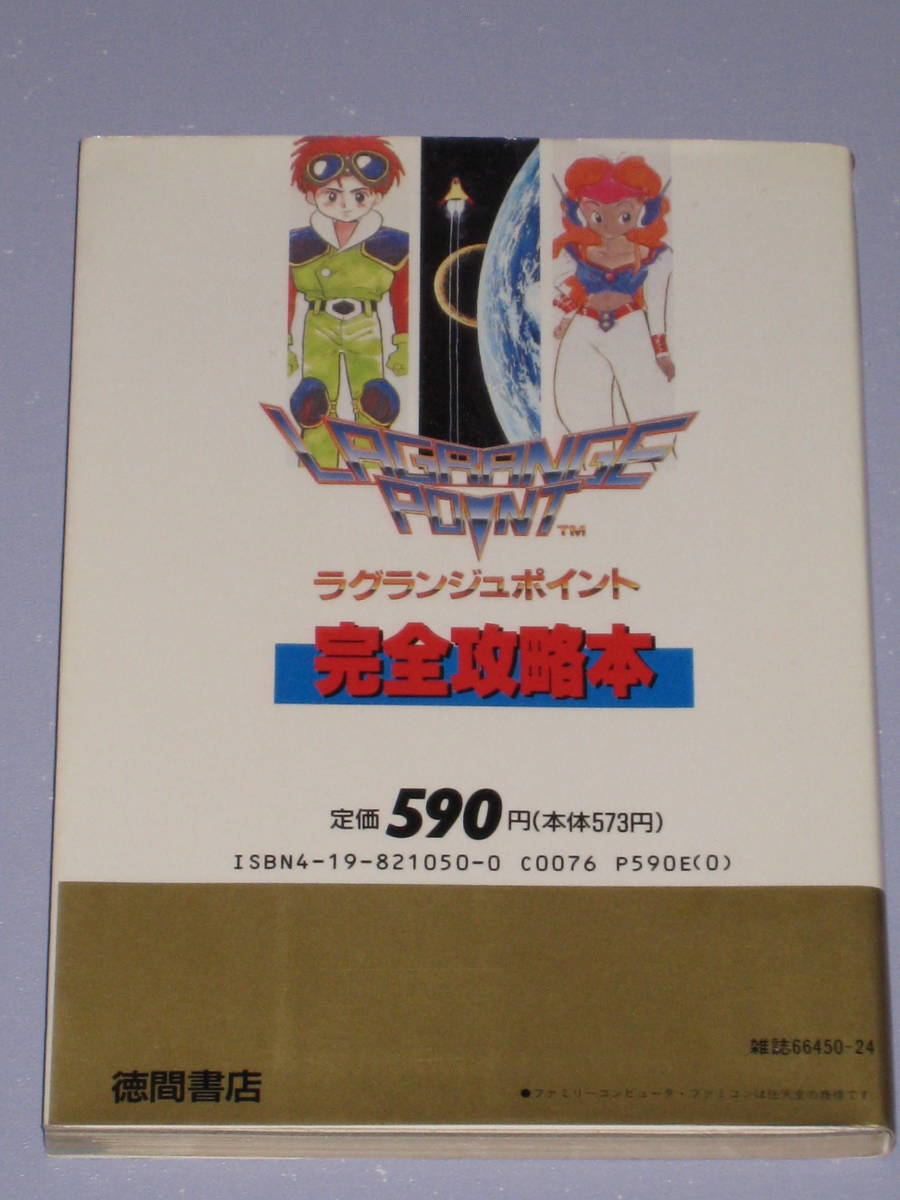 LAGRANGE
POINT™
ラグランジュポイント
完全攻略本
定価590円(本体573円)
ISBN4-19-821050-0 C0076 P590E(0)
雑誌66450-24
徳間書店
●ファミリーコンピュータ・ファミコンは任天堂の商標です。